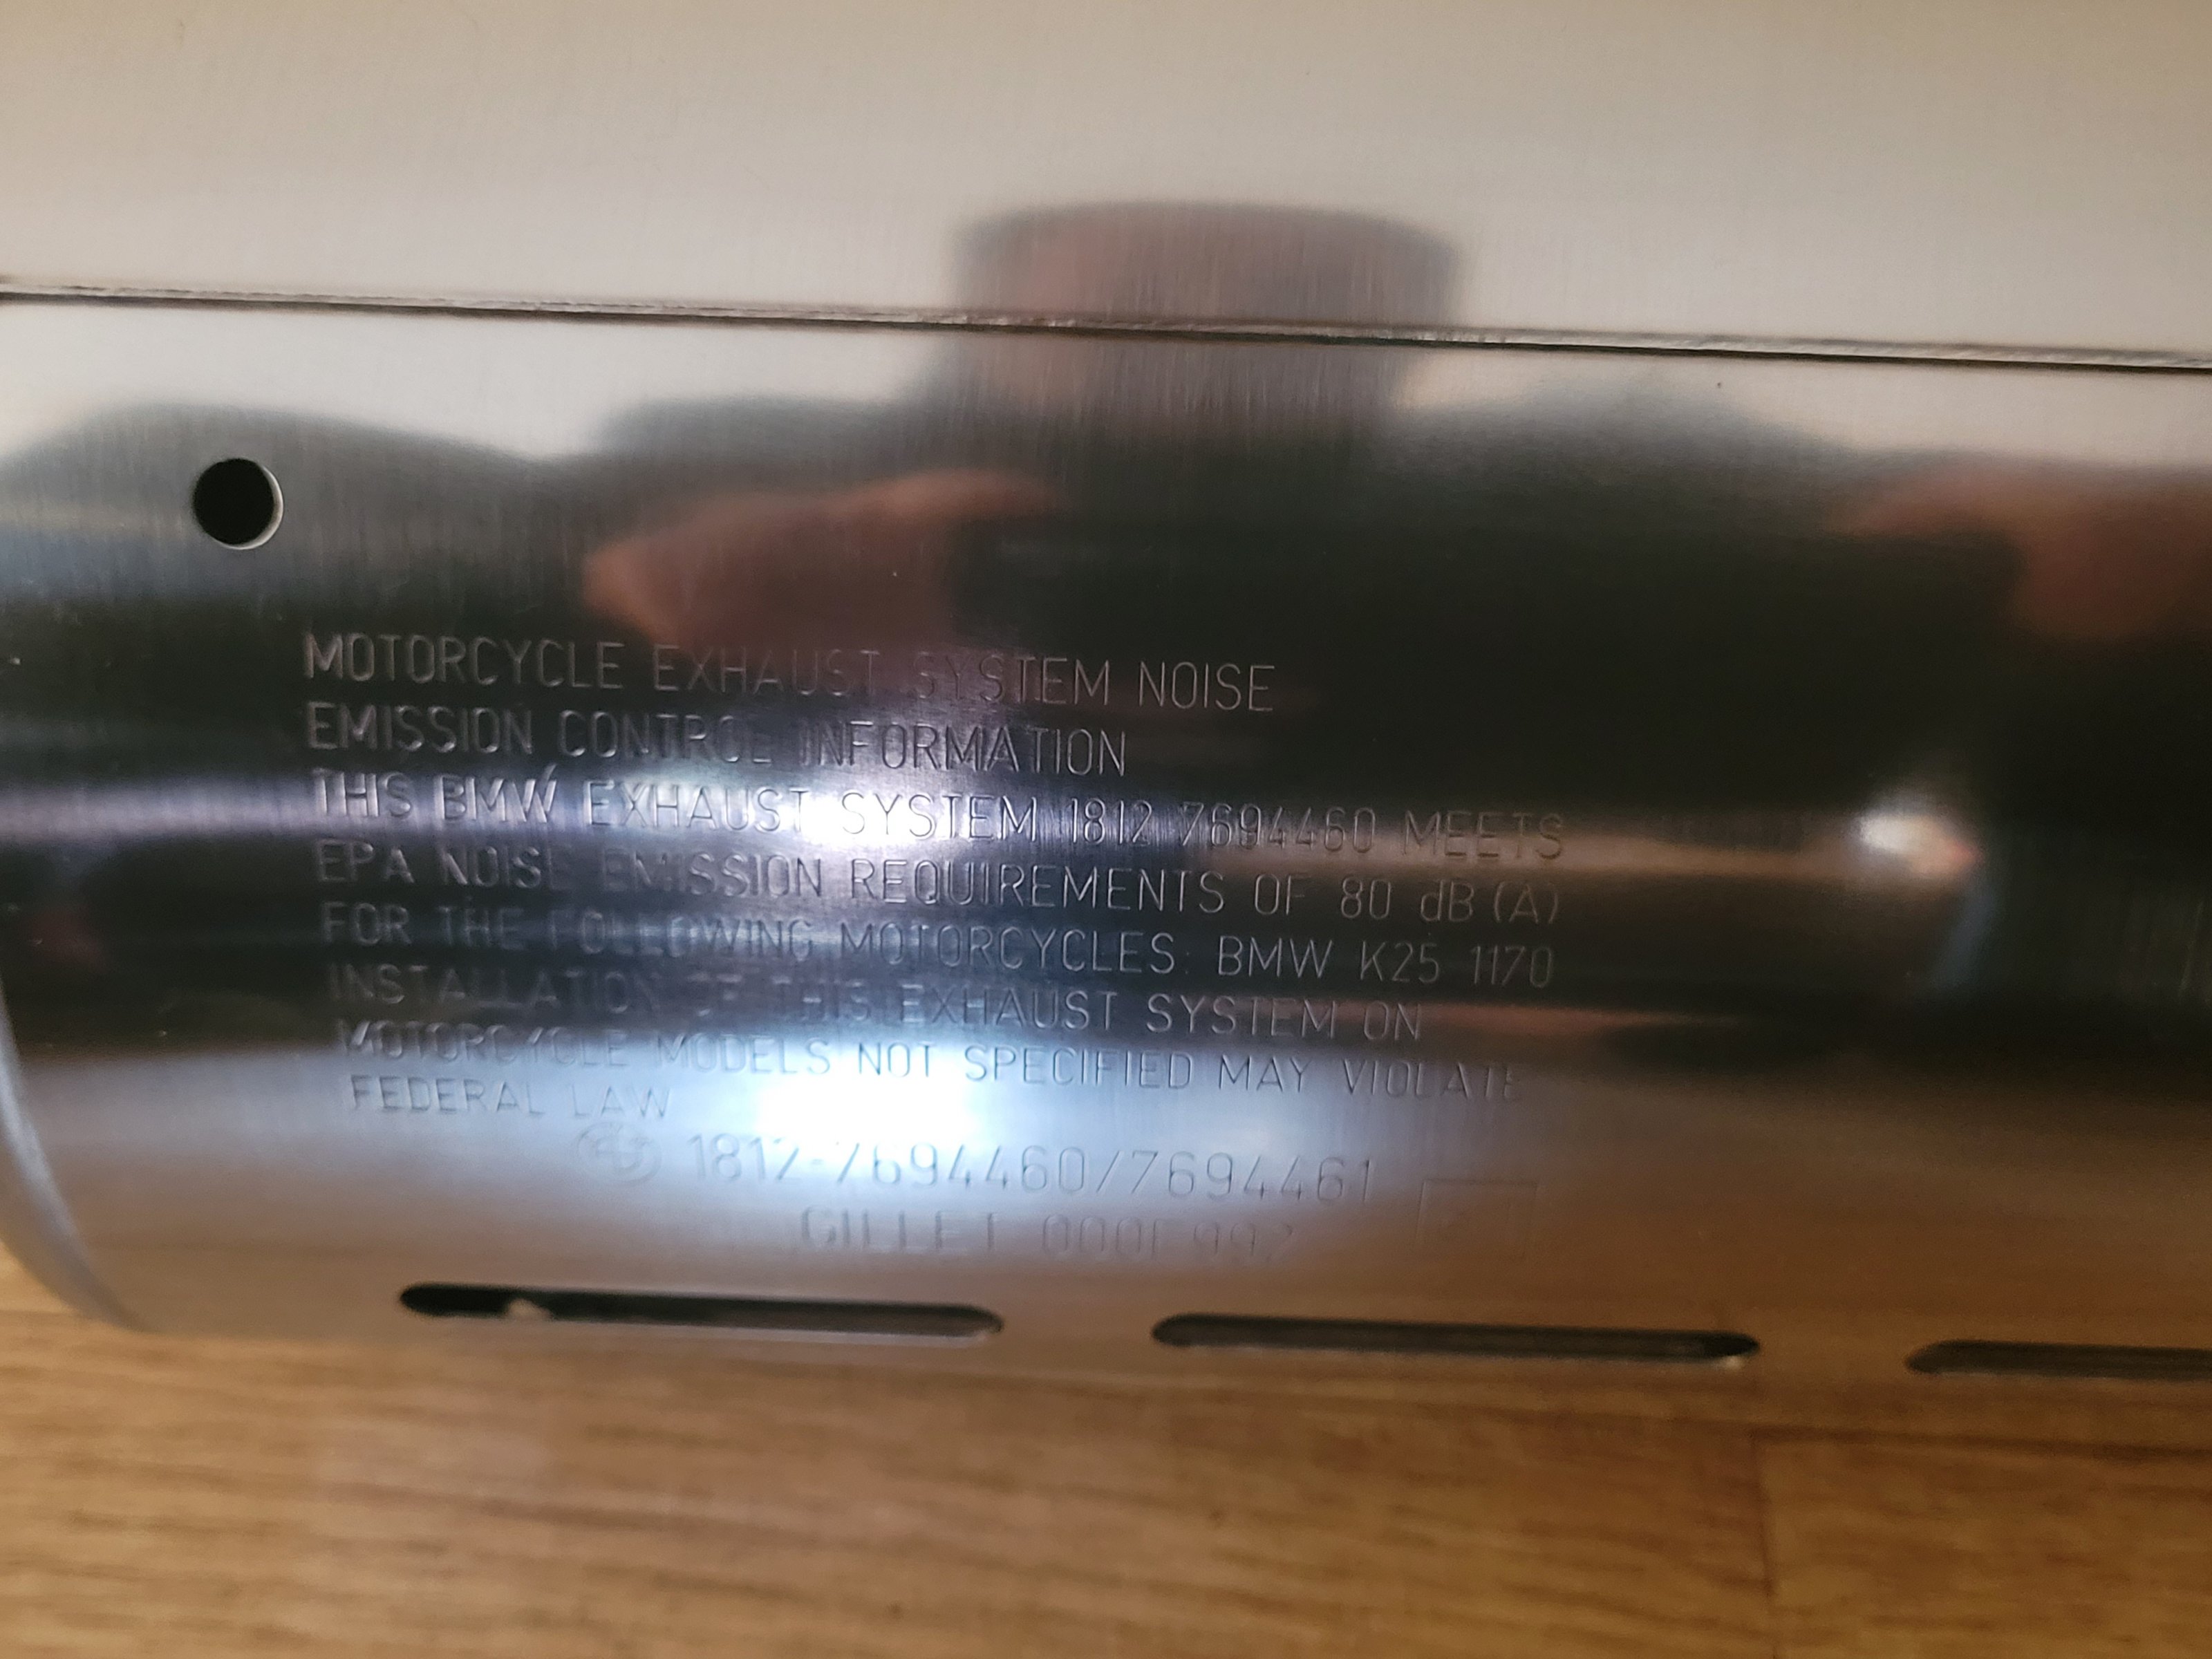 MOTORCYCLE EXHAUST SYSTEM NOISE
EMISSION CONTROL INFORMATION
THIS BMW EXHAUST SYSTEM 1812 7694460 MEETS
EPA NOISE EMISSION REQUIREMENTS OF 80 dB (A)
FOR THE FOLLOWING MOTORCYCLES: BMW K25 1170
INSTALLATION OF THIS EXHAUST SYSTEM ON
MOTORCYCLE MODELS NOT SPECIFIED MAY VIOLATE
FEDERAL LAW
1812-7694460/7694461
GILLET